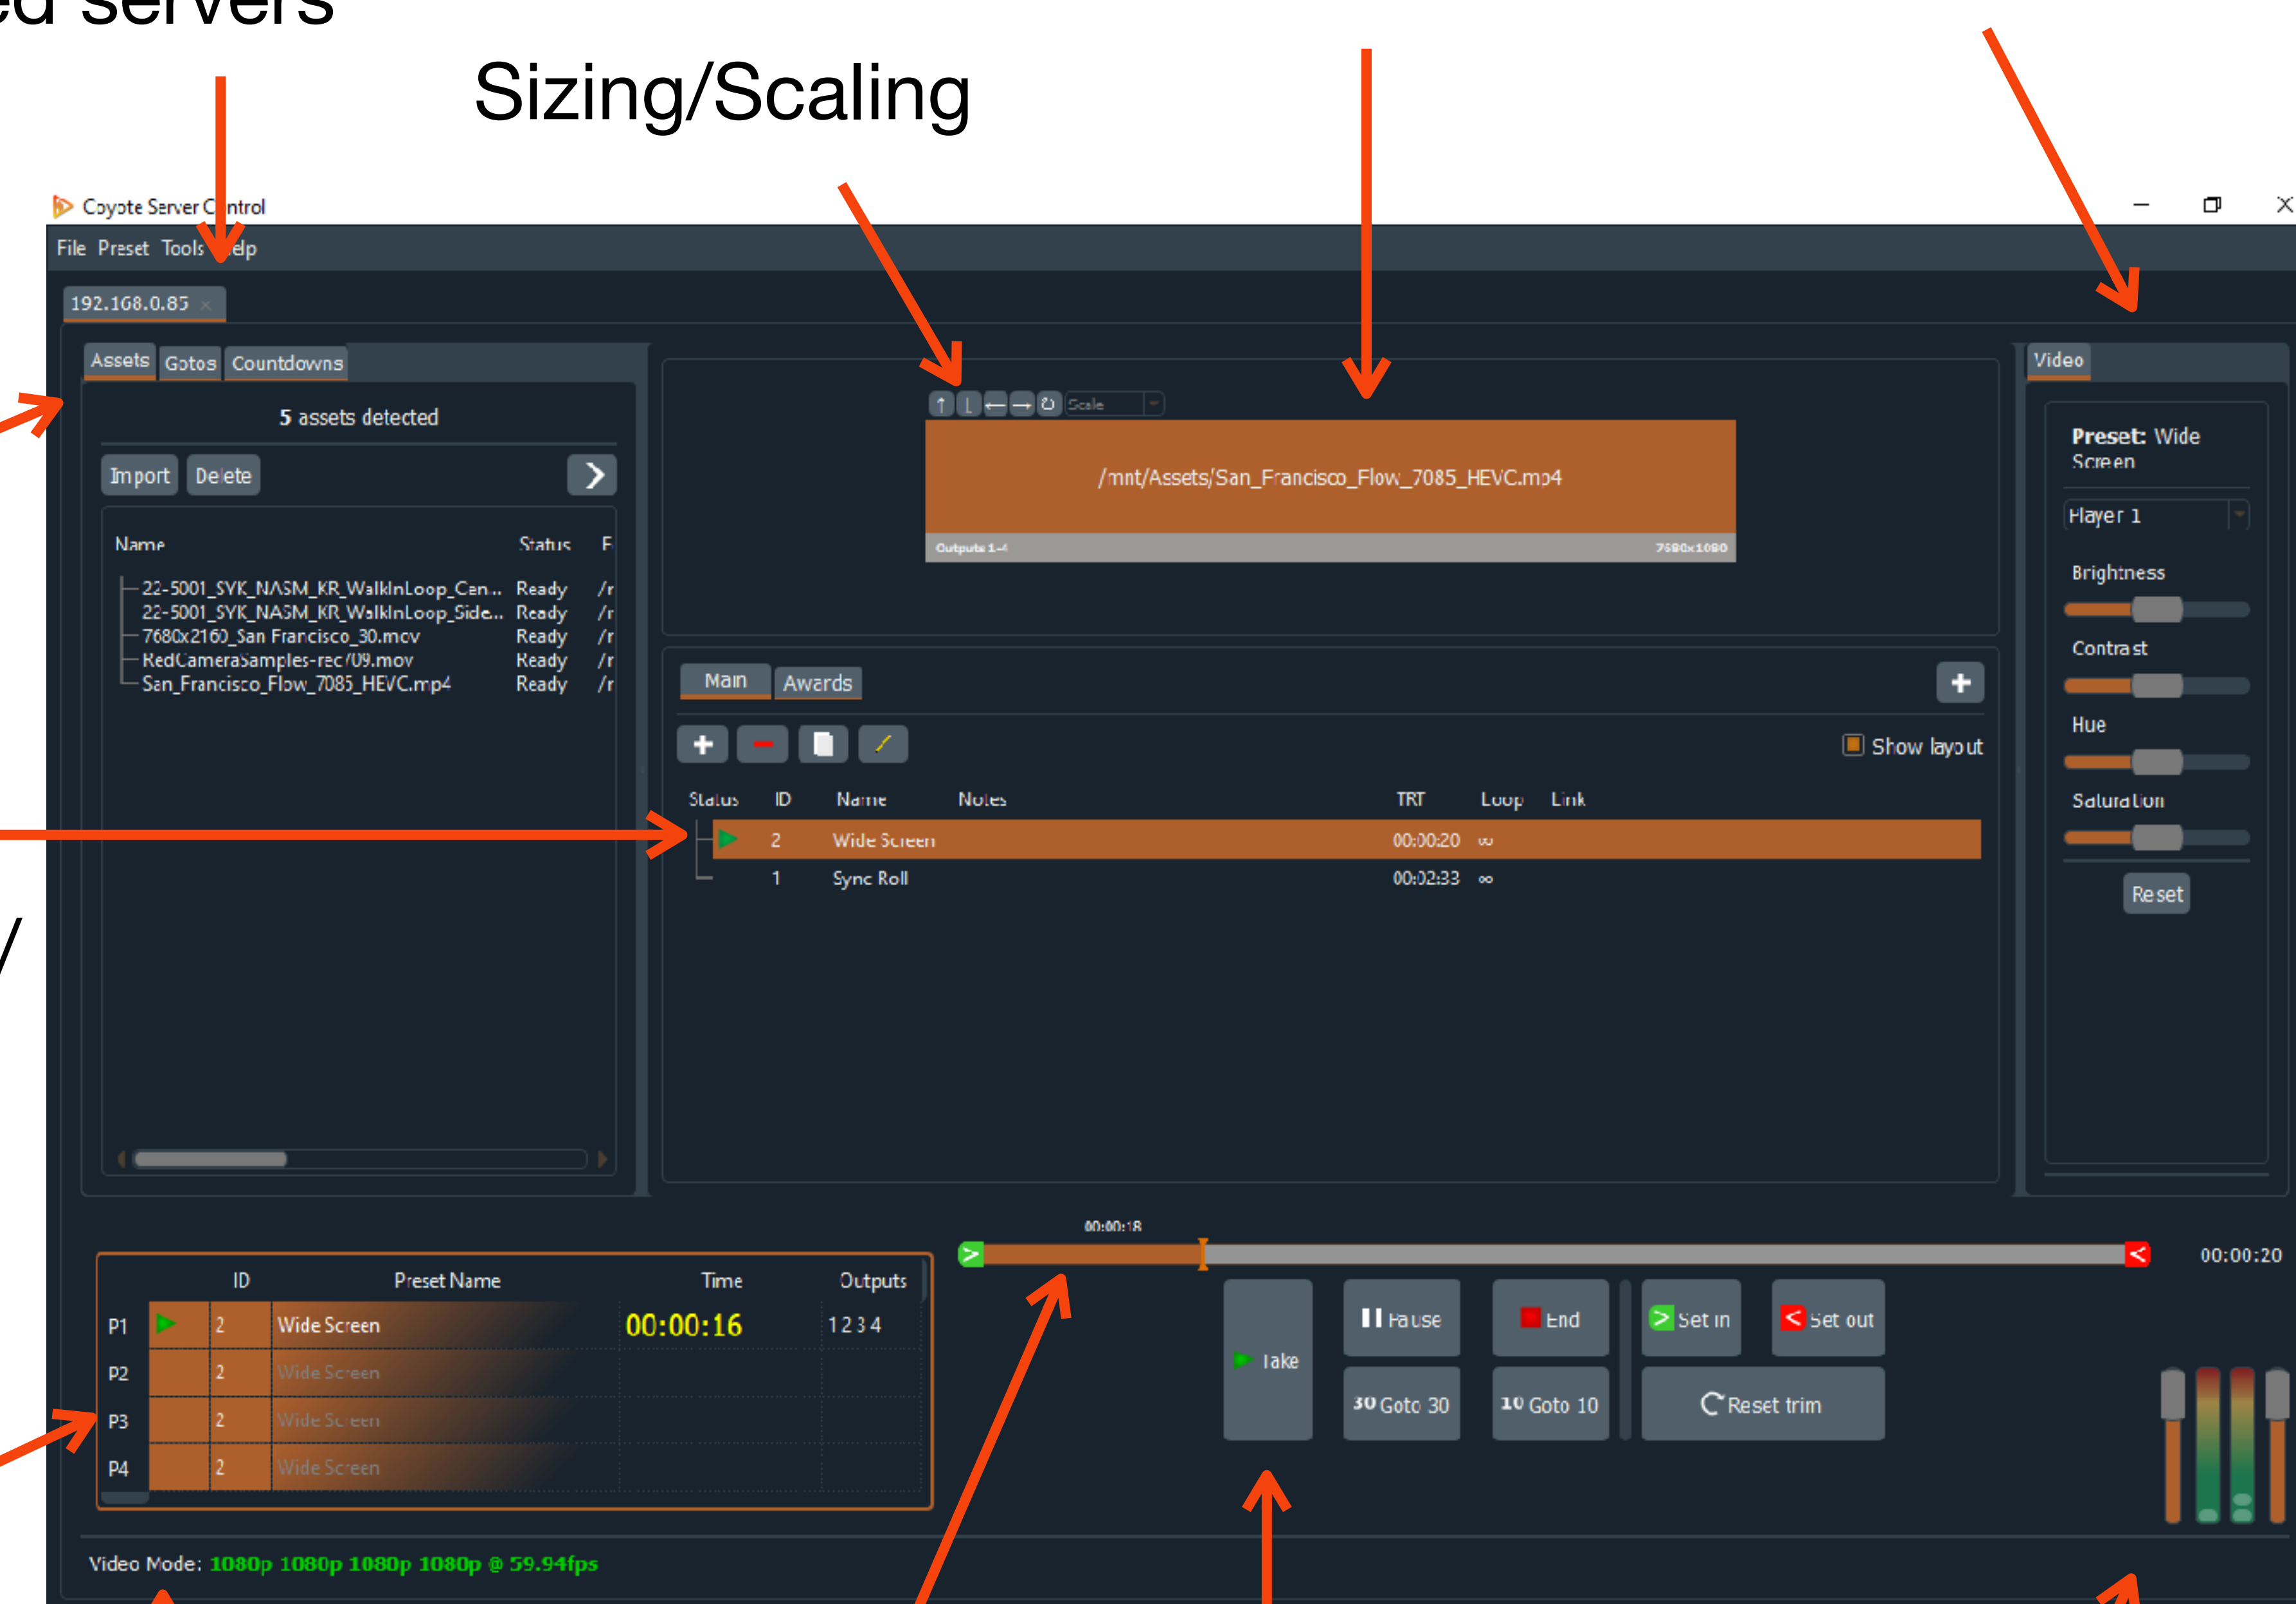 ed servers
Sizing/Scaling
Coyote Server Control
File Preset Tools Help
192.168.0.85
Assets Gotos Countdowns
5 assets detected
Import Delete
Name Status
22-5001_SYK_NASM_KR_WalkInLoop_Cen... Ready /r
22-5001_SYK_NASM_KR_WalkInLoop_Side... Ready /r
7680x2160_San Francisco_30.mov Ready /r
RedCameraSamples-rec709.mov Ready /r
San_Francisco_Flow_7085_HEVC.mp4 Ready /r
Scale
/mnt/Assets/San_Francisco_Flow_7085_HEVC.mp4
Outputs 1-4 7680x1080
Main Awards
Show layout
Status ID Name Notes TRT Loop Link
2 Wide Screen 00:00:20 ∞
1 Sync Roll 00:02:33 ∞
Video
Preset: Wide
Screen
Player 1
Brightness
Contrast
Hue
Saturation
Reset
/
00:00:18
00:00:20
ID Preset Name Time Outputs
P1 2 Wide Screen 00:00:16 1 2 3 4
P2 2 Wide Screen
P3 2 Wide Screen
P4 2 Wide Screen
Take
Pause End Set in Set out
30 Goto 30 10 Goto 10 Reset trim
Video Mode: 1080p 1080p 1080p 1080p @ 59.94fps